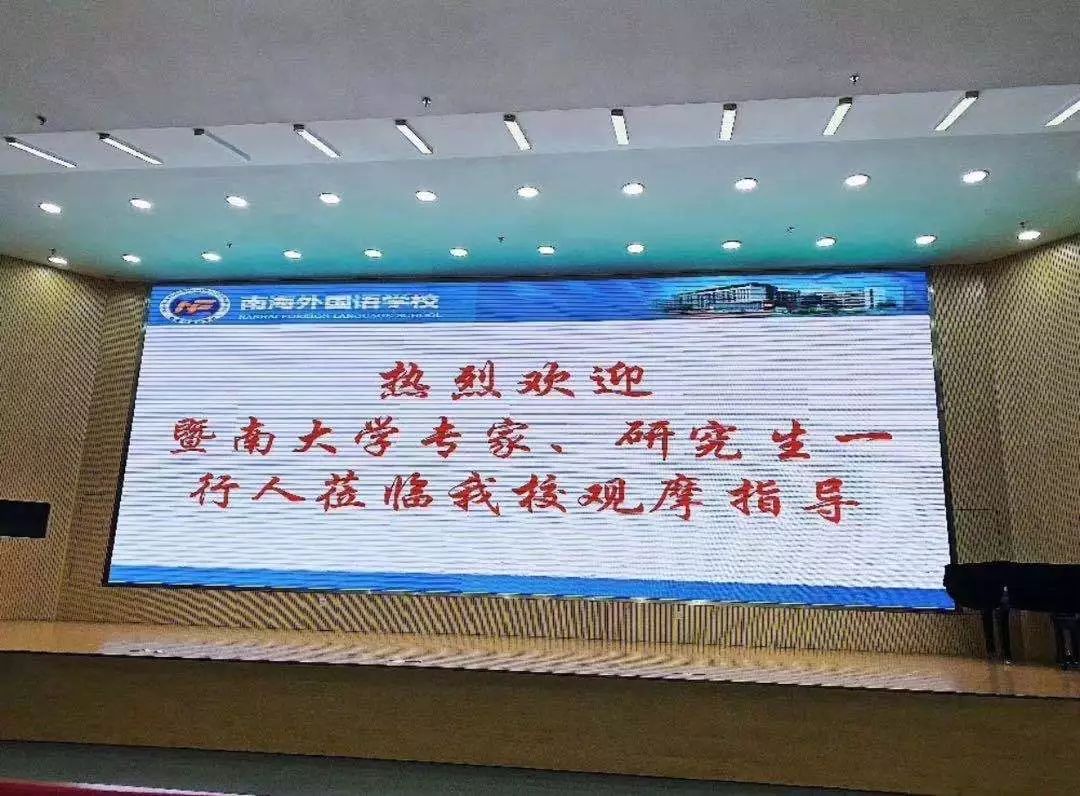 南海外国语学校
NANHAI FOREIGN LANGUAGE SCHOOL
热烈欢迎
暨南大学专家、研究生一
行人莅临我校观摩指导